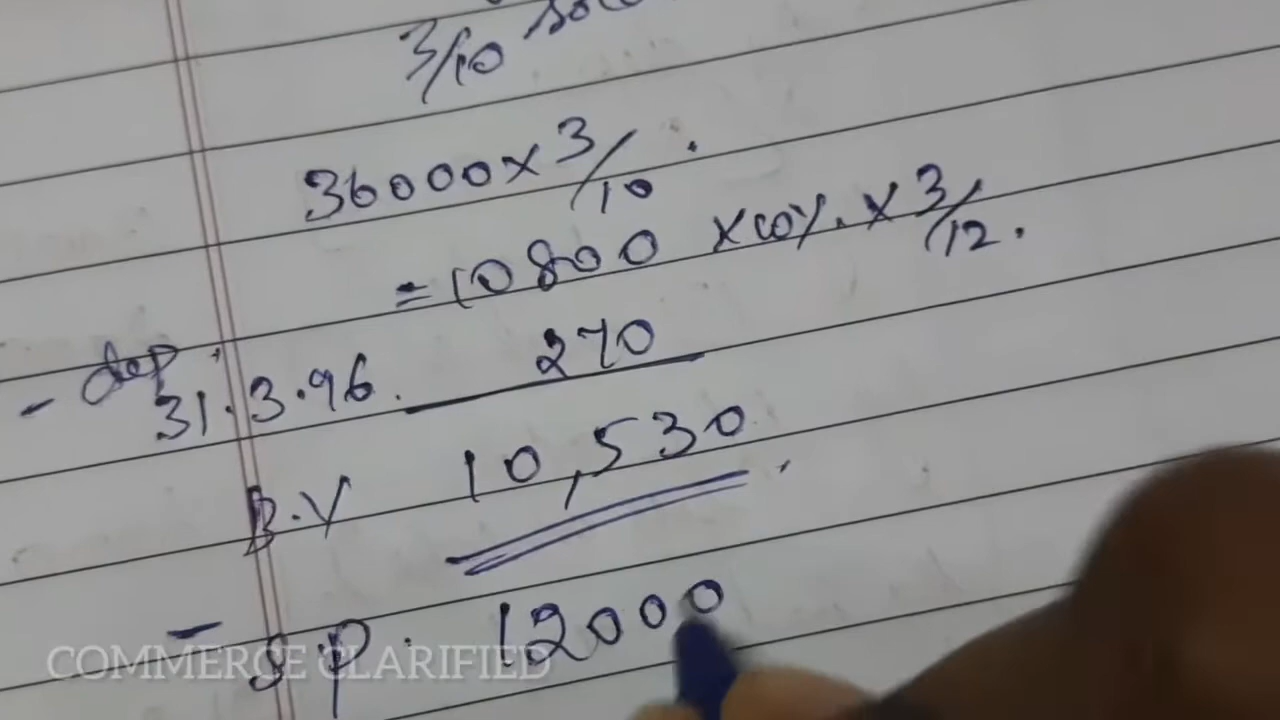 3/10 sol
36000 x 3/10 .
= 10800 x 10%. x 3/12.
- dep. 31.3.96. 270
B.V 10,530
- S.P. 12000
COMMERCE CLARIFIED